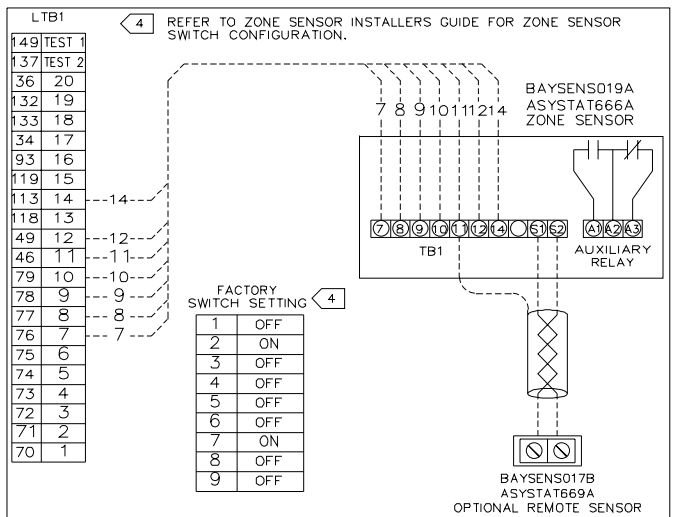 LTB1
149 TEST 1
137 TEST 2
36 20
132 19
133 18
34 17
93 16
119 15
113 14
118 13
49 12
46 11
79 10
78 9
77 8
76 7
75 6
74 5
73 4
72 3
71 2
70 1
14
12
11
10
9
8
7
4 REFER TO ZONE SENSOR INSTALLERS GUIDE FOR ZONE SENSOR
SWITCH CONFIGURATION.
7 8 9 10 11 12 14
BAYSENS019A
ASYSTAT666A
ZONE SENSOR
7 8 9 10 11 12 14 S1 S2
TB1
A1 A2 A3
AUXILIARY
RELAY
FACTORY
SWITCH SETTING 4
1 OFF
2 ON
3 OFF
4 OFF
5 OFF
6 OFF
7 ON
8 OFF
9 OFF
BAYSENS017B
ASYSTAT669A
OPTIONAL REMOTE SENSOR